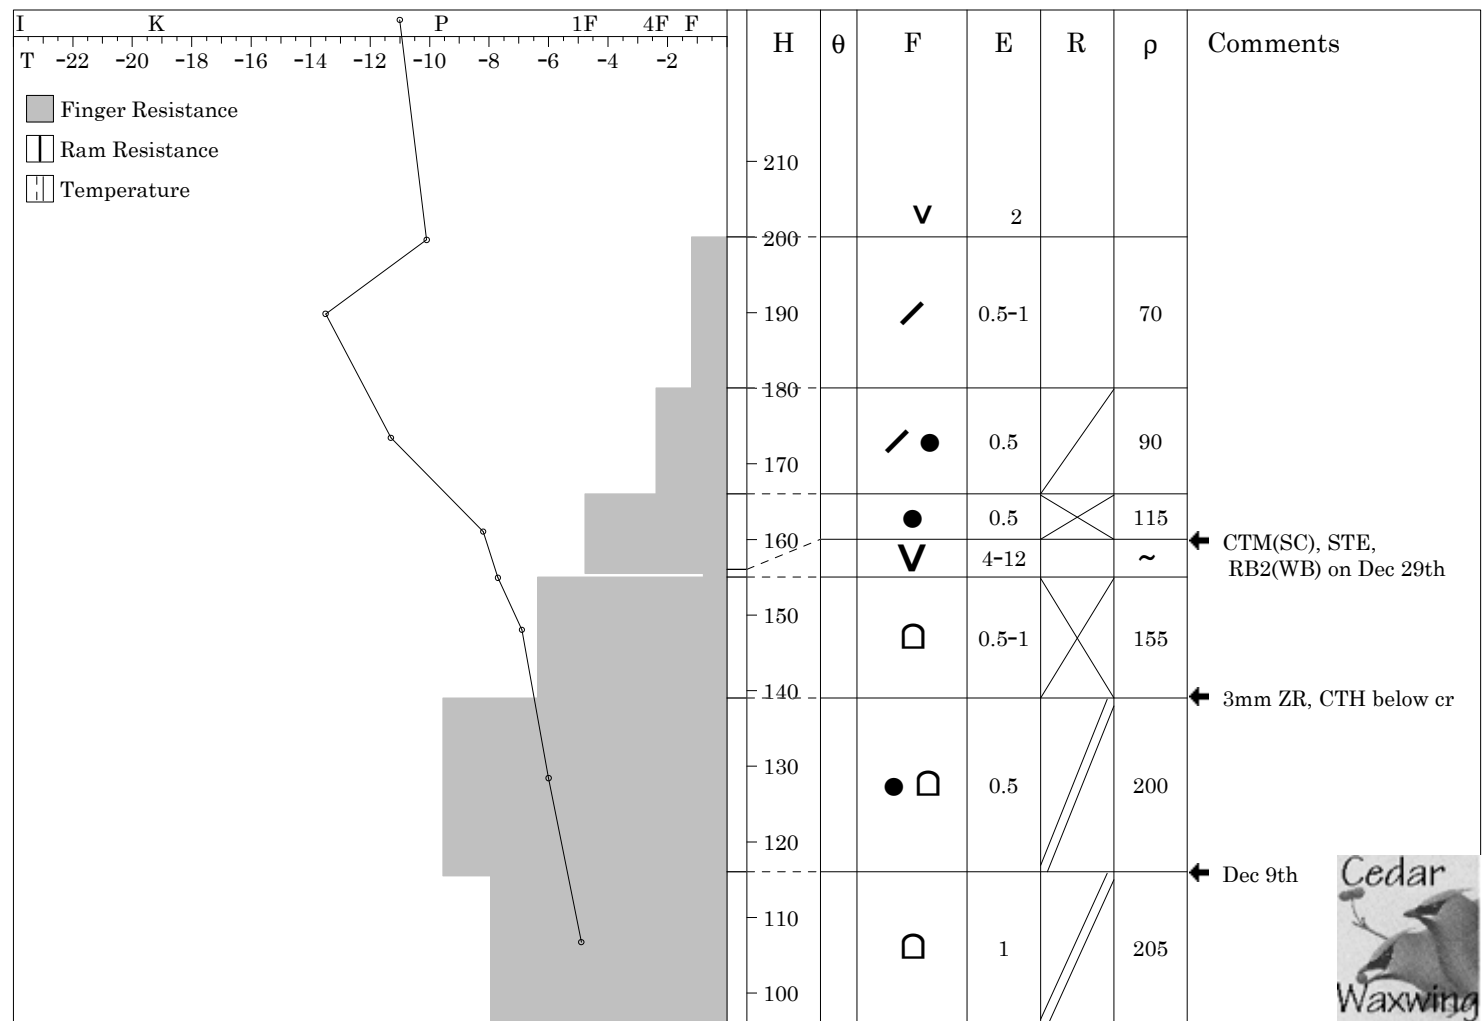 I K P 1F 4F F
T -22 -20 -18 -16 -14 -12 -10 -8 -6 -4 -2
H θ F E R ρ Comments
Finger Resistance
Ram Resistance
Temperature
210
2
200
190 0.5-1 70
180
0.5 90
170
0.5 115
160
CTM(SC), STE,
4-12 ~
RB2(WB) on Dec 29th
150
0.5-1 155
140
3mm ZR, CTH below cr
130
0.5 200
120
Dec 9th
110
1 205
100
Cedar
Waxwing